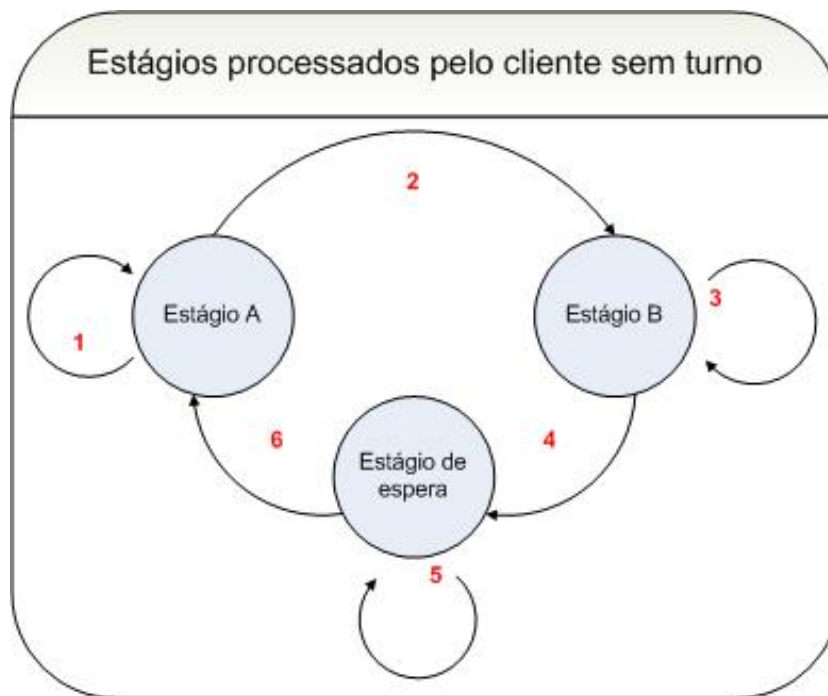 Estágios processados pelo cliente sem turno
2
Estágio A
Estágio B
3
1
6
4
Estágio de
espera
5